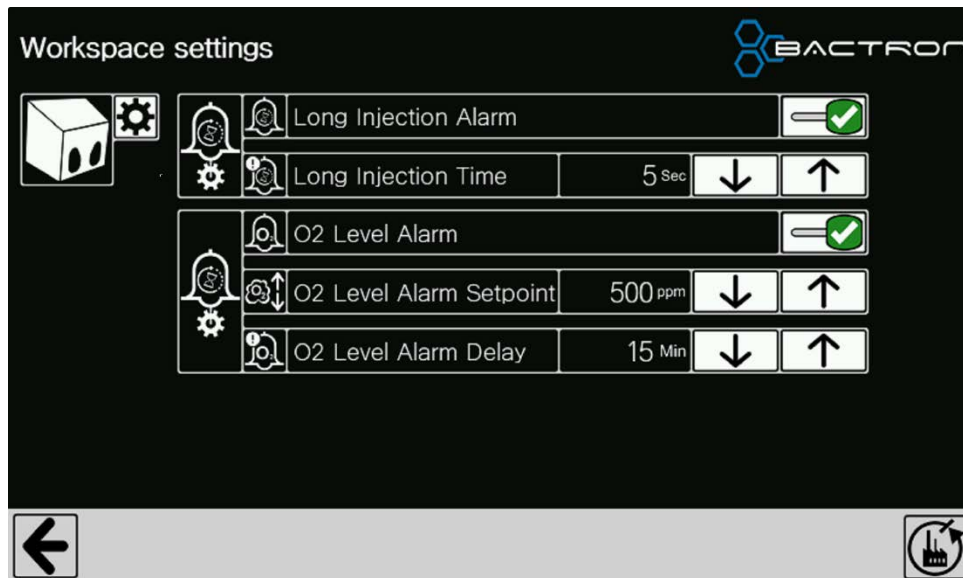 Workspace settings
BACTRON
Long Injection Alarm
Long Injection Time 5 Sec
O2 Level Alarm
O2 Level Alarm Setpoint 500 ppm
O2 Level Alarm Delay 15 Min